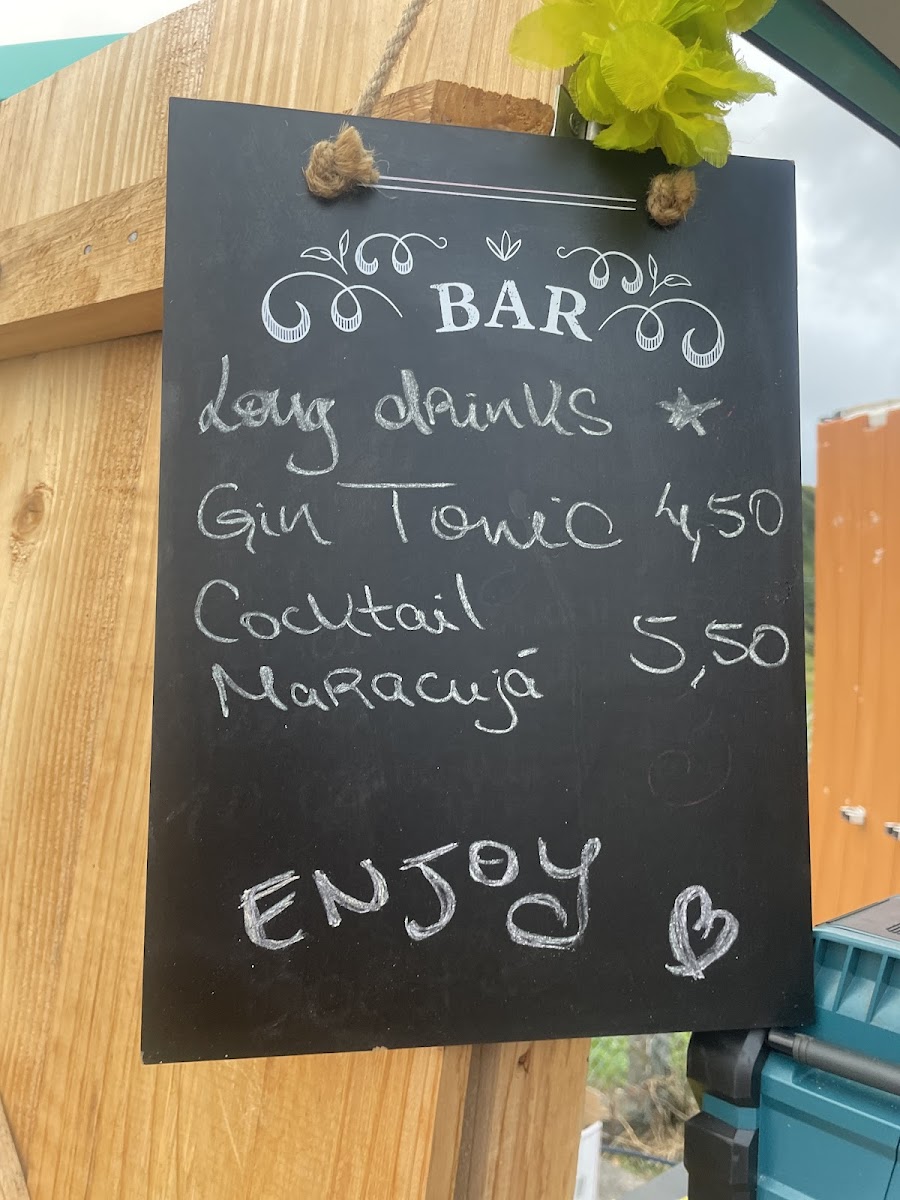 BAR
Long drinks
Gin Tonic 4,50
Cocktail
Maracujá 5,50
ENJOY